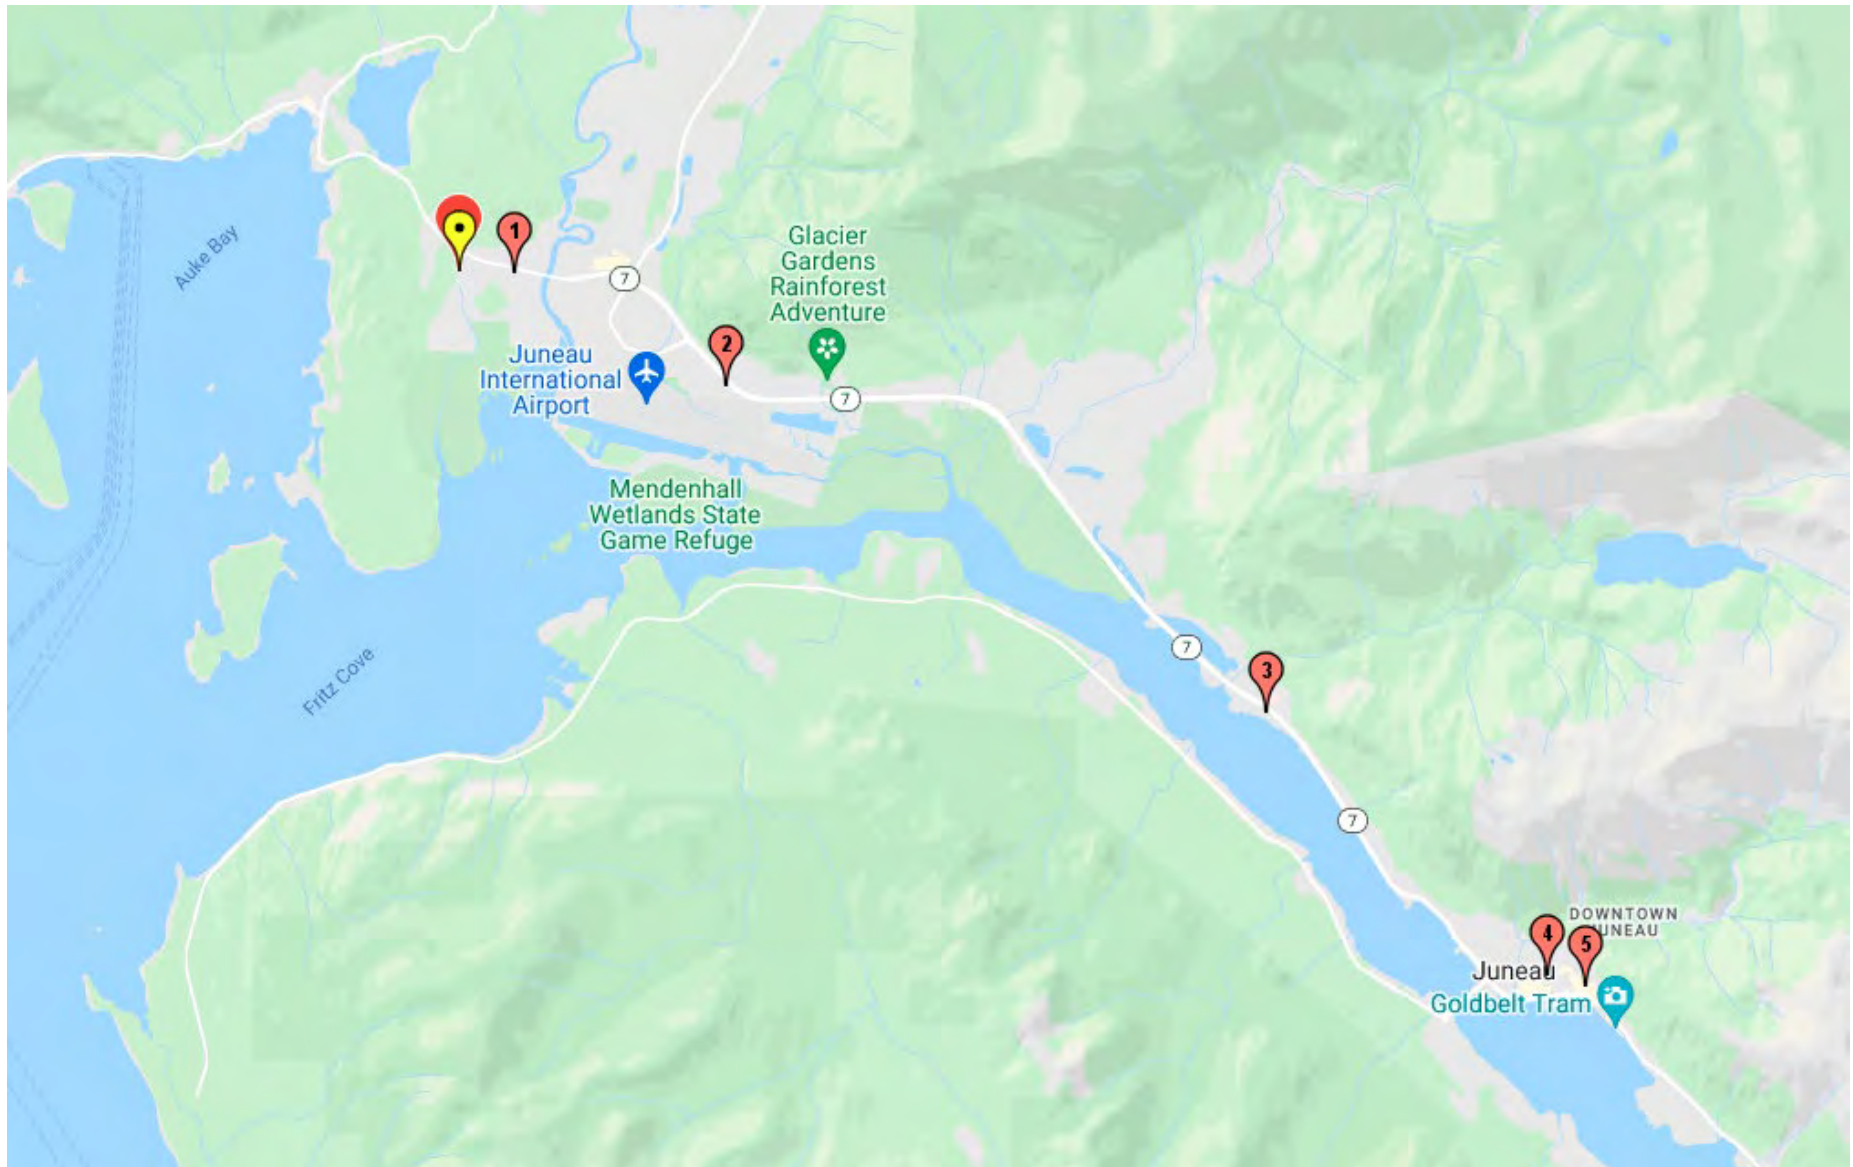 Auke Bay
1
7
Glacier
Gardens
Rainforest
Adventure
2
Juneau
International
Airport
7
Mendenhall
Wetlands State
Game Refuge
Fritz Cove
7
3
7
DOWNTOWN
JUNEAU
4
5
Juneau
Goldbelt Tram